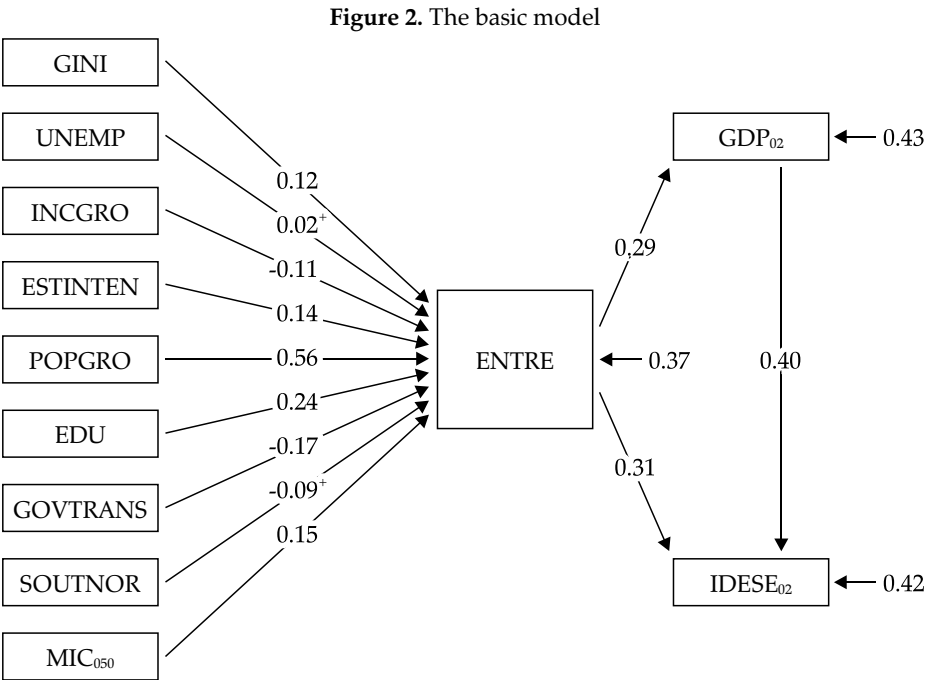 Figure 2. The basic model
GINI
UNEMP
INCGRO
ESTINTEN
POPGRO
EDU
GOVTRANS
SOUTNOR
MIC₀₅₀
0.12
0.02⁺
-0.11
0.14
0.56
0.24
-0.17
-0.09⁺
0.15
ENTRE
0,29
0.37
0.31
GDP₀₂
0.43
0.40
IDESE₀₂
0.42